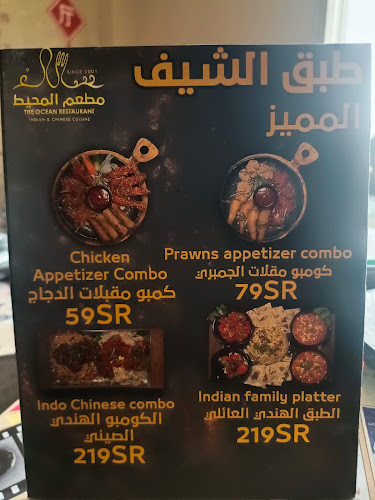 SINCE 2001
مطعم المحيط
THE OCEAN RESTAURANT
INDIAN & CHINESE CUISINE
طبق الشيف
المميز
Chicken
Appetizer Combo
كمبو مقبلات الدجاج
59SR
Prawns appetizer combo
كومبو مقلات الجمبري
79SR
Indo Chinese combo
الكومبو الهندي
الصيني
219SR
Indian family platter
الطبق الهندي العائلي
219SR